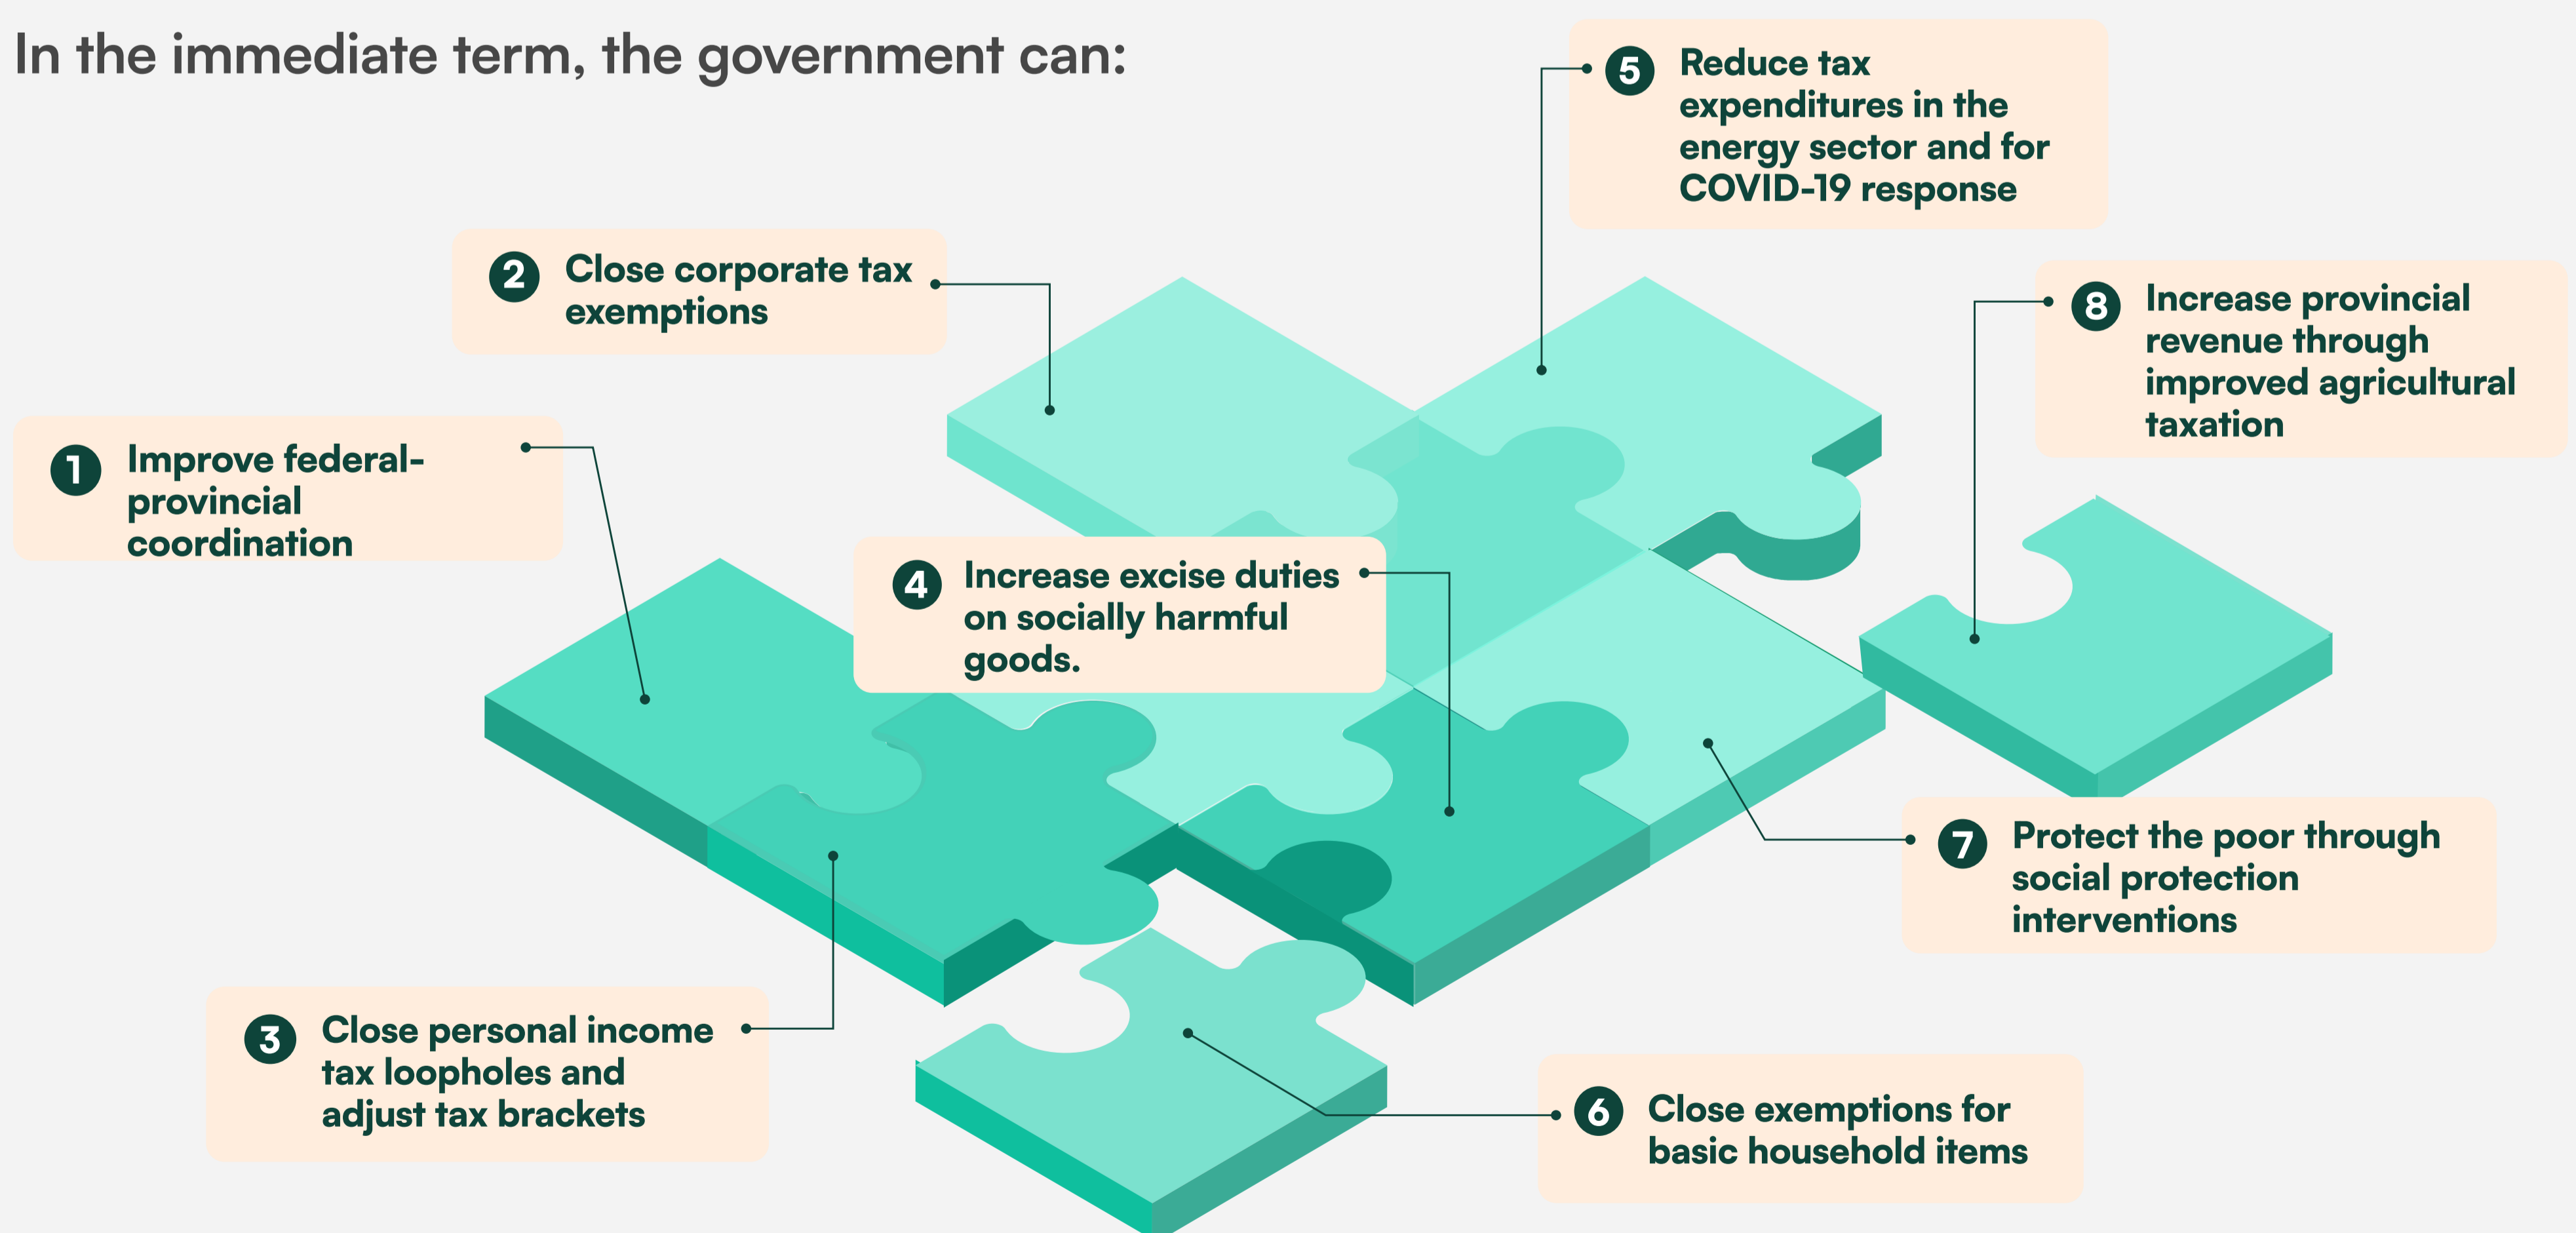 In the immediate term, the government can:
1
Improve federal-
provincial
coordination
2
Close corporate tax
exemptions
3
Close personal income
tax loopholes and
adjust tax brackets
4
Increase excise duties
on socially harmful
goods.
5
Reduce tax
expenditures in the
energy sector and for
COVID-19 response
6
Close exemptions for
basic household items
7
Protect the poor through
social protection
interventions
8
Increase provincial
revenue through
improved agricultural
taxation